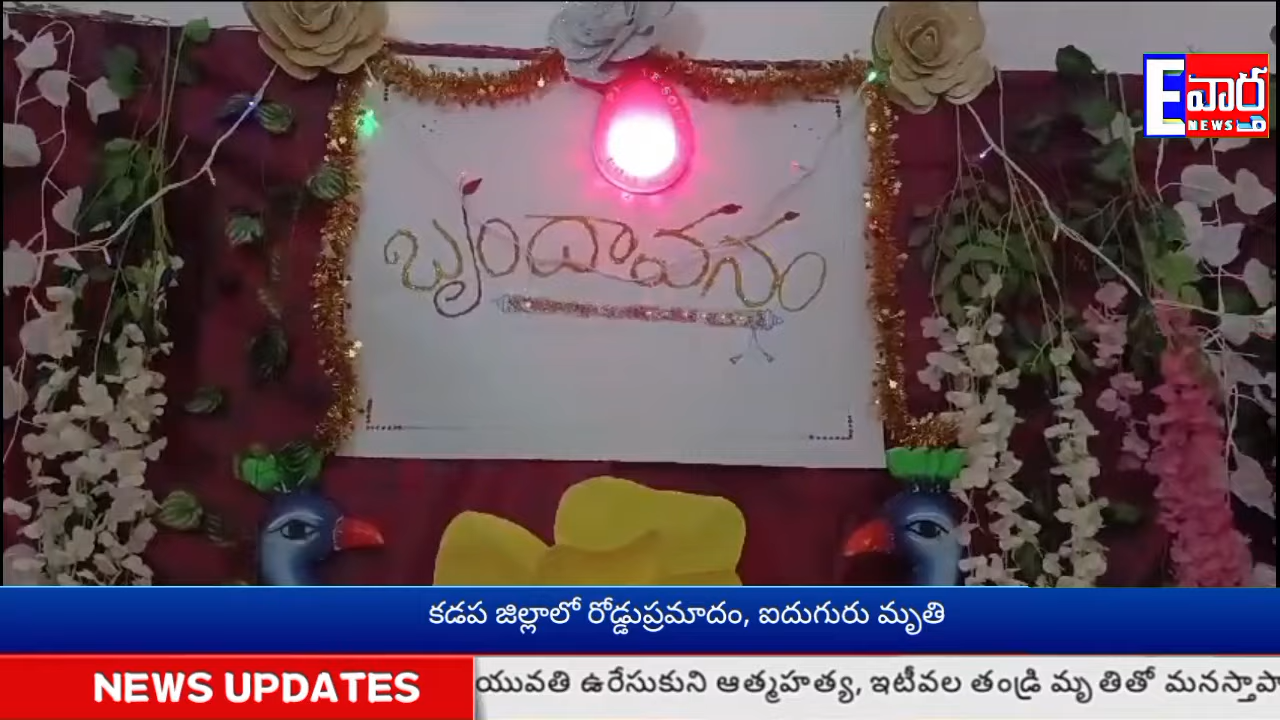 E వార్త
NEWS
బృందావనం
కడప జిల్లాలో రోడ్డుప్రమాదం, ఐదుగురు మృతి
NEWS UPDATES
యువతి ఉరేసుకుని ఆత్మహత్య, ఇటీవల తండ్రి మృతితో